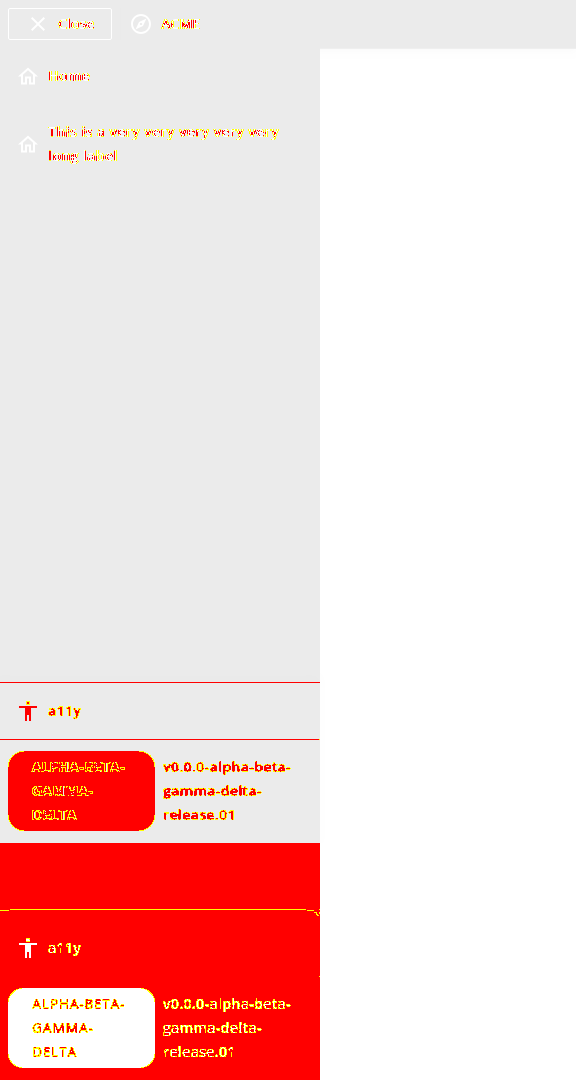 Close
Home
This is a very very very very very
long label
a11y
ALPHA-BETA-
GAMMA-
DELTA
v0.0.0-alpha-beta-
gamma-delta-
release.01
a11y
ALPHA-BETA-
GAMMA-
DELTA
v0.0.0-alpha-beta-
gamma-delta-
release.01